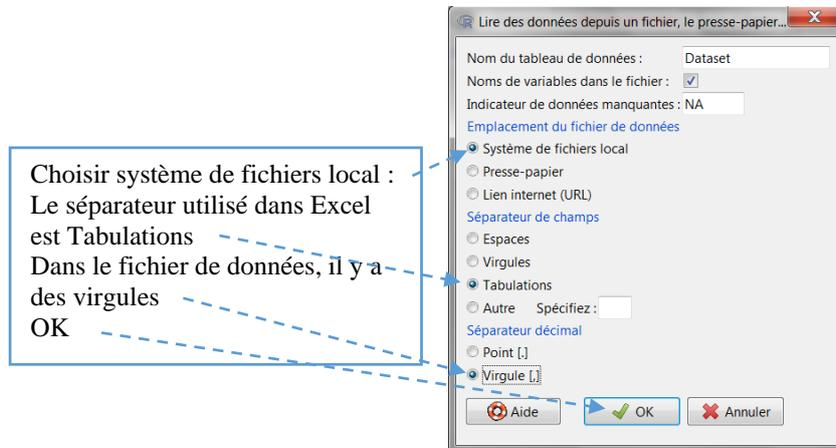 Lire des données depuis un fichier, le presse-papier...
Nom du tableau de données : Dataset
Noms de variables dans le fichier :
Indicateur de données manquantes : NA
Emplacement du fichier de données
Système de fichiers local
Presse-papier
Lien internet (URL)
Séparateur de champs
Espaces
Virgules
Tabulations
Autre Spécifiez :
Séparateur décimal
Point [.]
Virgule [,]
Aide OK Annuler
Choisir système de fichiers local :
Le séparateur utilisé dans Excel
est Tabulations
Dans le fichier de données, il y a
des virgules
OK